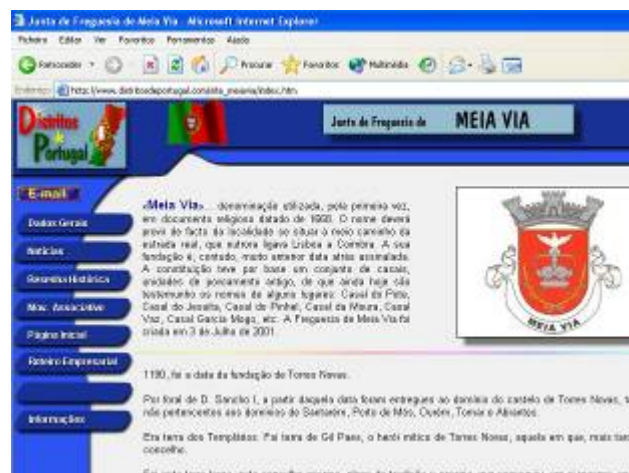 Junta de Freguesia de Meia Via - Microsoft Internet Explorer
Ficheiro Editar Ver Favoritos Ferramentas Ajuda
Retroceder Procurar Favoritos Multimédia
http://www.distritosdeportugal.com/
Distritos
Portugal
Junta de Freguesia de MEIA VIA
E-mail
Dados Gerais
Notícias
Resenha Histórica
Mov. Associativo
Página Inicial
Roteiro Empresarial
Informações
«Meia Via» denominação utilizada, pela primeira vez,
em documento religioso datado de 1668. O nome deverá
provir de facto da localidade se situar a meio caminho da
estrada real, que outrora ligava Lisboa a Coimbra. A sua
fundação é, contudo, muito anterior data atrás assinalada.
A constituição teve por base um conjunto de casais,
unidades de povoamento antigo, de que ainda hoje são
testemunho os nomes de alguns lugares: Casal do Pote,
Casal do Jesuíta, Casal do Pinhal, Casal da Moura, Casal
Vaz, Casal Garcia Mogo, etc. A Freguesia de Meia Via foi
criada em 3 de Julho de 2001.
MEIA VIA
1190, foi a data da fundação de Torres Novas.
Por foral de D. Sancho I, a partir daquela data foram entregues ao domínio do castelo de Torres Novas,
não pertencentes aos domínios de Santarém, Porto de Mós, Ourém, Tomar e Abrantes.
Era terra dos Templários. Foi terra de Gil Paes, o herói mítico de Torres Novas, aquele em que, mais
concelho.